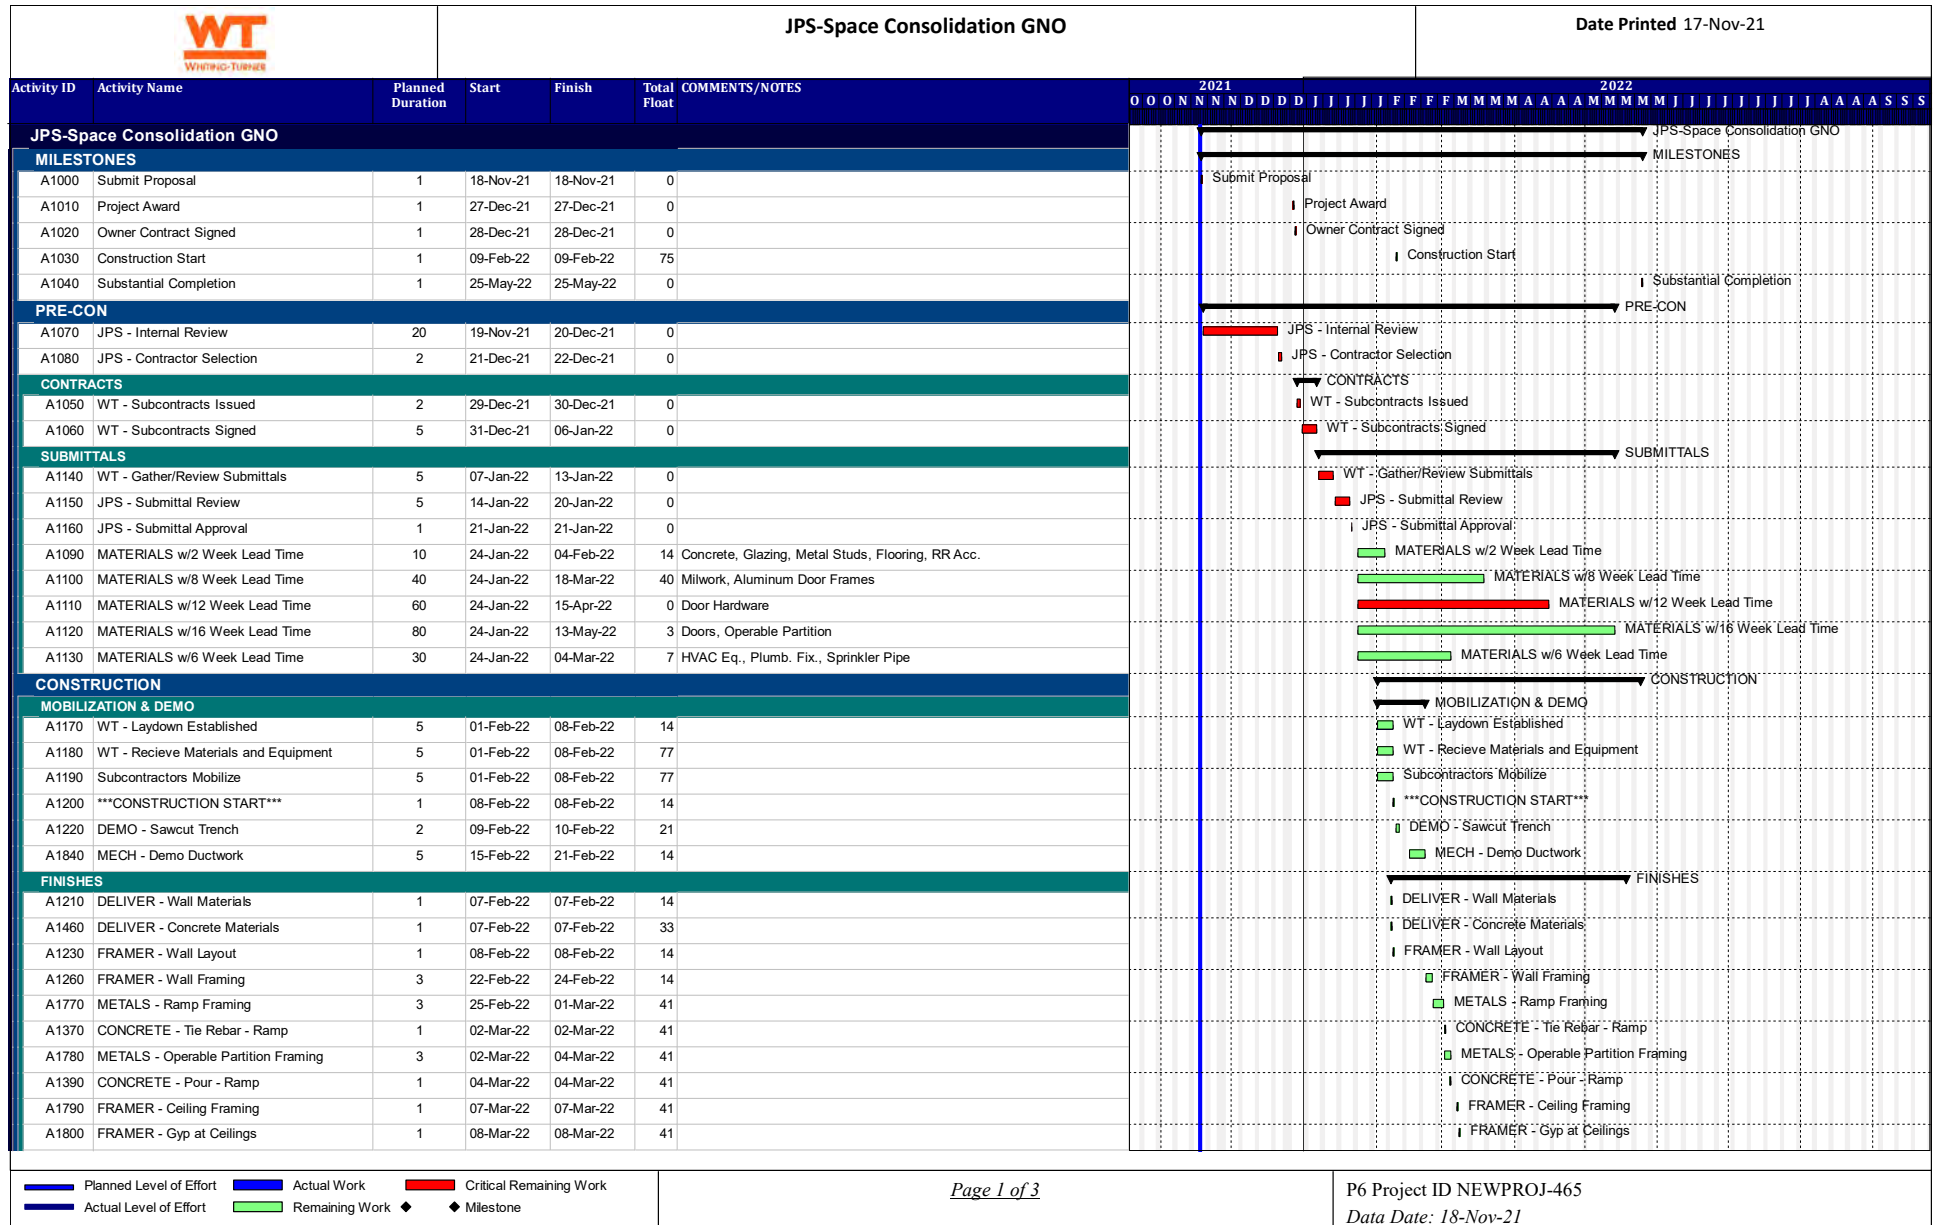 WT
WHITING-TURNER
JPS-Space Consolidation GNO
Date Printed 17-Nov-21
Activity ID Activity Name Planned Duration Start Finish Total Float COMMENTS/NOTES 2021 2022
O O O N N N N D D D D J J J J J F F F F M M M M A A A A M M M M M J J J J J J J J J A A A A S S S
JPS-Space Consolidation GNO JPS-Space Consolidation GNO
MILESTONES MILESTONES
A1000 Submit Proposal 1 18-Nov-21 18-Nov-21 0 Submit Proposal
A1010 Project Award 1 27-Dec-21 27-Dec-21 0 Project Award
A1020 Owner Contract Signed 1 28-Dec-21 28-Dec-21 0 Owner Contract Signed
A1030 Construction Start 1 09-Feb-22 09-Feb-22 75 Construction Start
A1040 Substantial Completion 1 25-May-22 25-May-22 0 Substantial Completion
PRE-CON PRE-CON
A1070 JPS - Internal Review 20 19-Nov-21 20-Dec-21 0 JPS - Internal Review
A1080 JPS - Contractor Selection 2 21-Dec-21 22-Dec-21 0 JPS - Contractor Selection
CONTRACTS CONTRACTS
A1050 WT - Subcontracts Issued 2 29-Dec-21 30-Dec-21 0 WT - Subcontracts Issued
A1060 WT - Subcontracts Signed 5 31-Dec-21 06-Jan-22 0 WT - Subcontracts Signed
SUBMITTALS SUBMITTALS
A1140 WT - Gather/Review Submittals 5 07-Jan-22 13-Jan-22 0 WT - Gather/Review Submittals
A1150 JPS - Submittal Review 5 14-Jan-22 20-Jan-22 0 JPS - Submittal Review
A1160 JPS - Submittal Approval 1 21-Jan-22 21-Jan-22 0 JPS - Submittal Approval
A1090 MATERIALS w/2 Week Lead Time 10 24-Jan-22 04-Feb-22 14 Concrete, Glazing, Metal Studs, Flooring, RR Acc. MATERIALS w/2 Week Lead Time
A1100 MATERIALS w/8 Week Lead Time 40 24-Jan-22 18-Mar-22 40 Milwork, Aluminum Door Frames MATERIALS w/8 Week Lead Time
A1110 MATERIALS w/12 Week Lead Time 60 24-Jan-22 15-Apr-22 0 Door Hardware MATERIALS w/12 Week Lead Time
A1120 MATERIALS w/16 Week Lead Time 80 24-Jan-22 13-May-22 3 Doors, Operable Partition MATERIALS w/16 Week Lead Time
A1130 MATERIALS w/6 Week Lead Time 30 24-Jan-22 04-Mar-22 7 HVAC Eq., Plumb. Fix., Sprinkler Pipe MATERIALS w/6 Week Lead Time
CONSTRUCTION CONSTRUCTION
MOBILIZATION & DEMO MOBILIZATION & DEMO
A1170 WT - Laydown Established 5 01-Feb-22 08-Feb-22 14 WT - Laydown Established
A1180 WT - Recieve Materials and Equipment 5 01-Feb-22 08-Feb-22 77 WT - Recieve Materials and Equipment
A1190 Subcontractors Mobilize 5 01-Feb-22 08-Feb-22 77 Subcontractors Mobilize
A1200 ***CONSTRUCTION START*** 1 08-Feb-22 08-Feb-22 14 ***CONSTRUCTION START***
A1220 DEMO - Sawcut Trench 2 09-Feb-22 10-Feb-22 21 DEMO - Sawcut Trench
A1840 MECH - Demo Ductwork 5 15-Feb-22 21-Feb-22 14 MECH - Demo Ductwork
FINISHES FINISHES
A1210 DELIVER - Wall Materials 1 07-Feb-22 07-Feb-22 14 DELIVER - Wall Materials
A1460 DELIVER - Concrete Materials 1 07-Feb-22 07-Feb-22 33 DELIVER - Concrete Materials
A1230 FRAMER - Wall Layout 1 08-Feb-22 08-Feb-22 14 FRAMER - Wall Layout
A1260 FRAMER - Wall Framing 3 22-Feb-22 24-Feb-22 14 FRAMER - Wall Framing
A1770 METALS - Ramp Framing 3 25-Feb-22 01-Mar-22 41 METALS - Ramp Framing
A1370 CONCRETE - Tie Rebar - Ramp 1 02-Mar-22 02-Mar-22 41 CONCRETE - Tie Rebar - Ramp
A1780 METALS - Operable Partition Framing 3 02-Mar-22 04-Mar-22 41 METALS - Operable Partition Framing
A1390 CONCRETE - Pour - Ramp 1 04-Mar-22 04-Mar-22 41 CONCRETE - Pour - Ramp
A1790 FRAMER - Ceiling Framing 1 07-Mar-22 07-Mar-22 41 FRAMER - Ceiling Framing
A1800 FRAMER - Gyp at Ceilings 1 08-Mar-22 08-Mar-22 41 FRAMER - Gyp at Ceilings
Planned Level of Effort Actual Work Critical Remaining Work
Actual Level of Effort Remaining Work Milestone
Page 1 of 3
P6 Project ID NEWPROJ-465
Data Date: 18-Nov-21